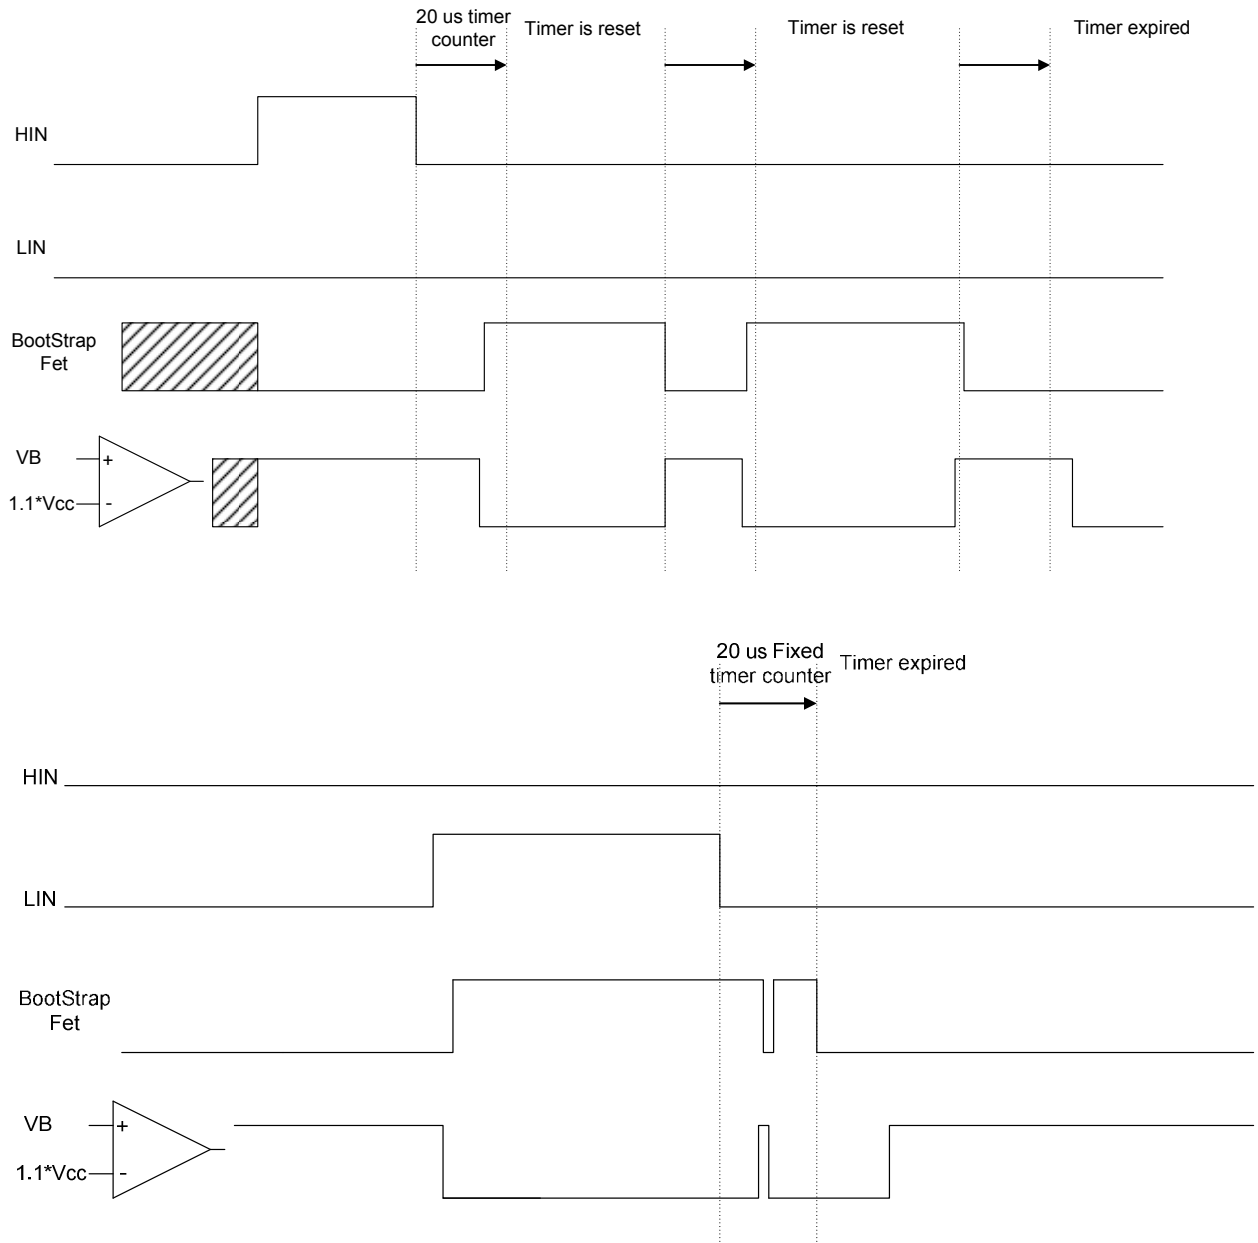 20 us timer
counter
Timer is reset
Timer is reset
Timer expired
HIN
LIN
BootStrap
Fet
VB
+
1.1*Vcc
-
20 us Fixed
timer counter
Timer expired
HIN
LIN
BootStrap
Fet
VB
+
1.1*Vcc
-